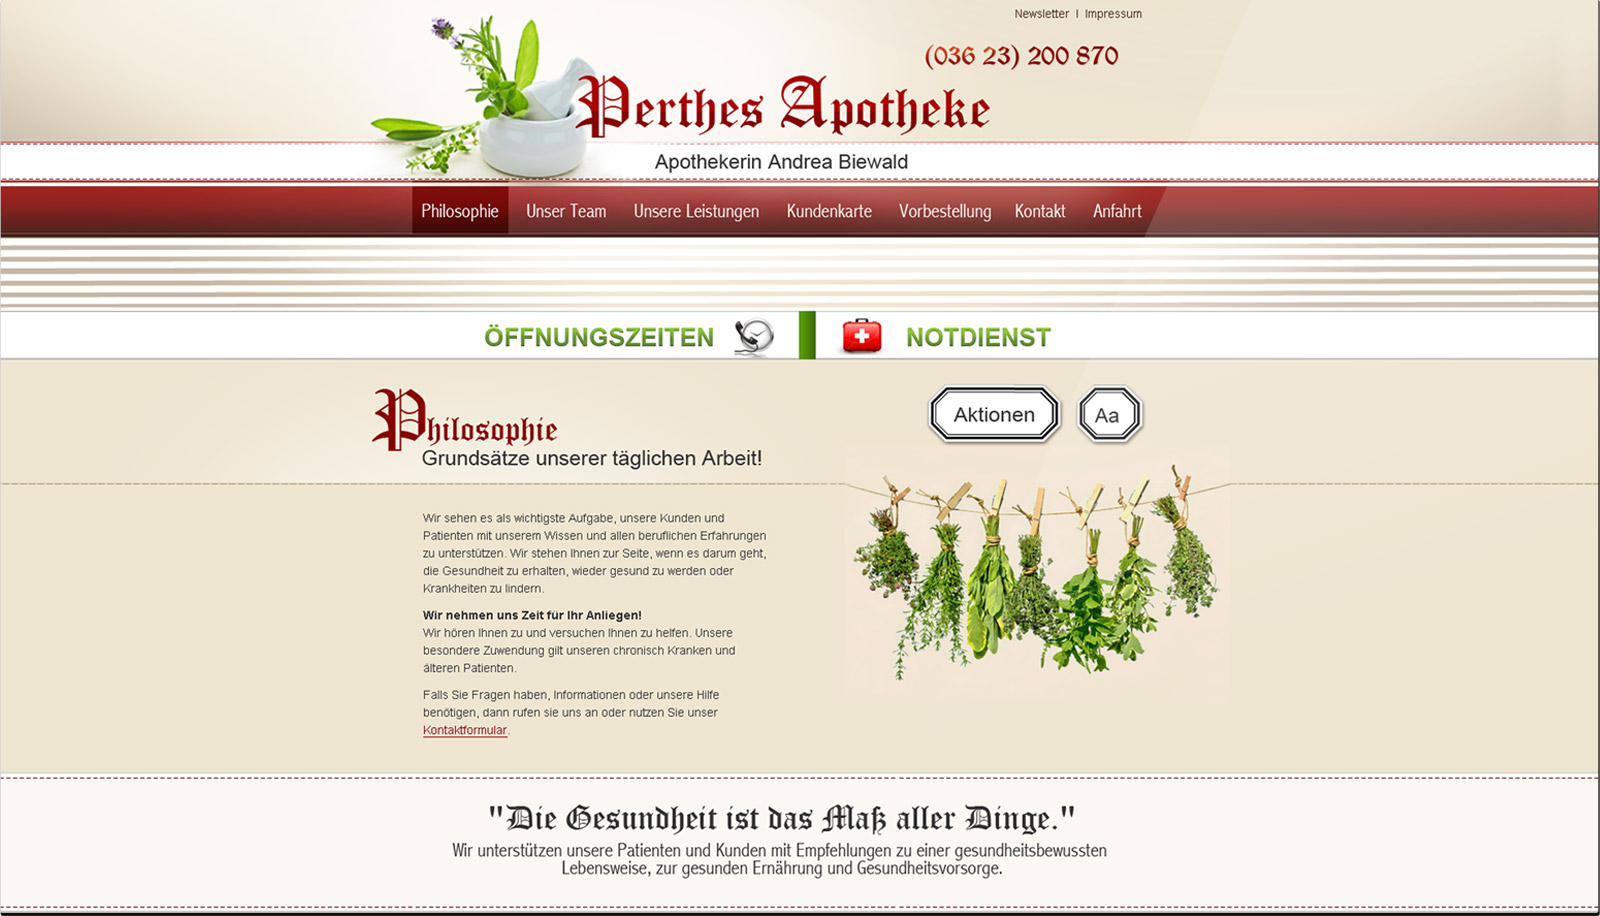 Newsletter | Impressum
(036 23) 200 870
Perthes Apotheke
Apothekerin Andrea Biewald
Philosophie Unser Team Unsere Leistungen Kundenkarte Vorbestellung Kontakt Anfahrt
ÖFFNUNGSZEITEN NOTDIENST
Philosophie
Grundsätze unserer täglichen Arbeit!
Aktionen Aa
Wir sehen es als wichtigste Aufgabe, unsere Kunden und
Patienten mit unserem Wissen und allen beruflichen Erfahrungen
zu unterstützen. Wir stehen Ihnen zur Seite, wenn es darum geht,
die Gesundheit zu erhalten, wieder gesund zu werden oder
Krankheiten zu lindern.
Wir nehmen uns Zeit für Ihr Anliegen!
Wir hören Ihnen zu und versuchen Ihnen zu helfen. Unsere
besondere Zuwendung gilt unseren chronisch Kranken und
älteren Patienten.
Falls Sie Fragen haben, Informationen oder unsere Hilfe
benötigen, dann rufen sie uns an oder nutzen Sie unser
Kontaktformular.
"Die Gesundheit ist das Maß aller Dinge."
Wir unterstützen unsere Patienten und Kunden mit Empfehlungen zu einer gesundheitsbewussten
Lebensweise, zur gesunden Ernährung und Gesundheitsvorsorge.